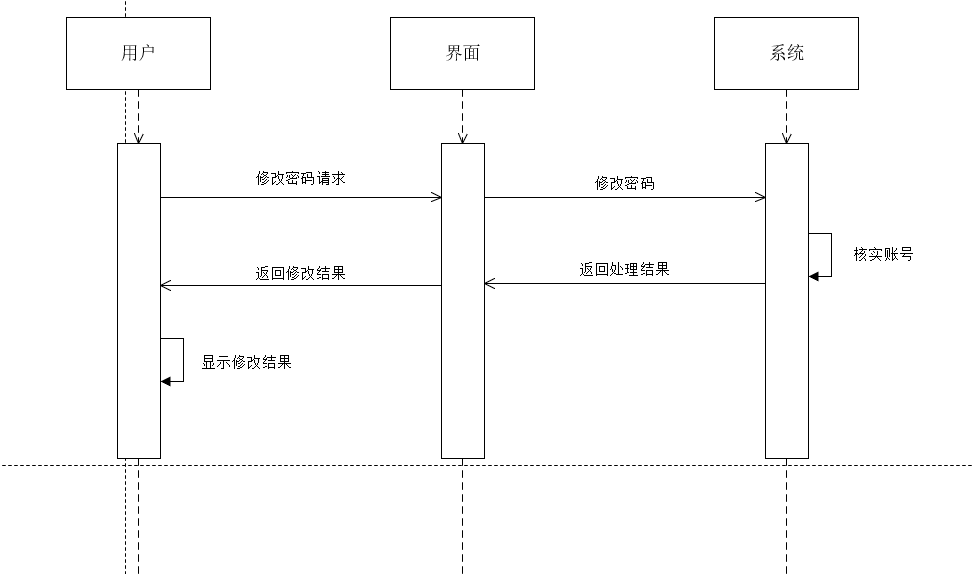 用户
界面
系统
修改密码请求
修改密码
核实账号
返回修改结果
返回处理结果
显示修改结果